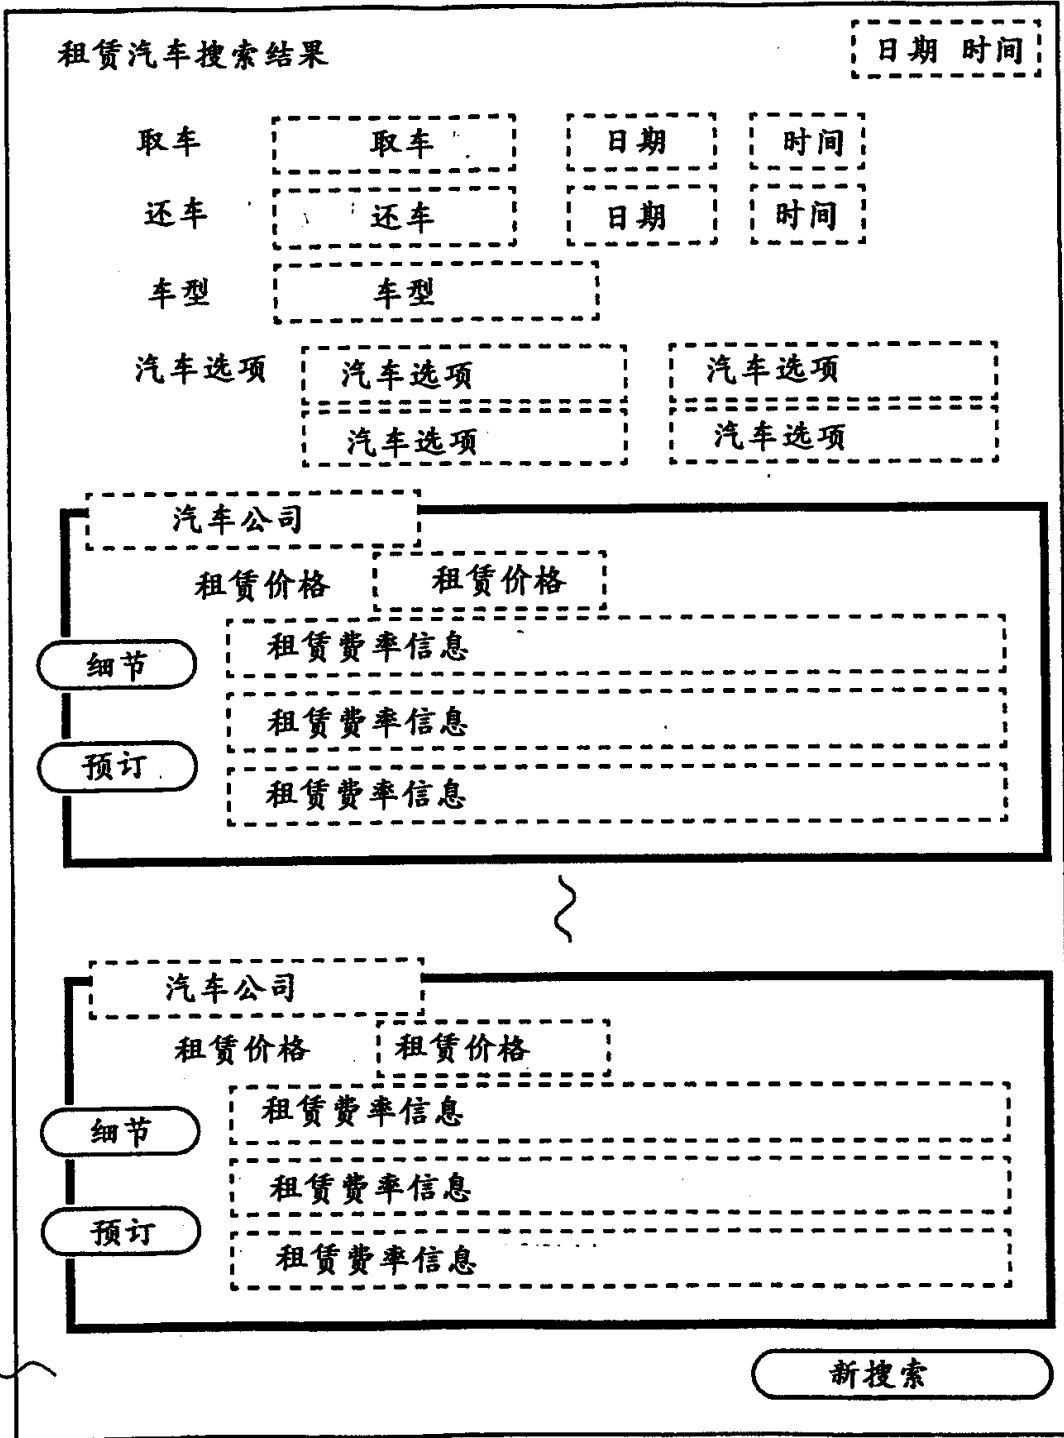 租赁汽车搜索结果 日期 时间
取车 取车 日期 时间
还车 还车 日期 时间
车型 车型
汽车选项 汽车选项 汽车选项
汽车选项 汽车选项
汽车公司
租赁价格 租赁价格
租赁费率信息
细节
租赁费率信息
预订
租赁费率信息
汽车公司
租赁价格 租赁价格
租赁费率信息
细节
租赁费率信息
预订
租赁费率信息
新搜索